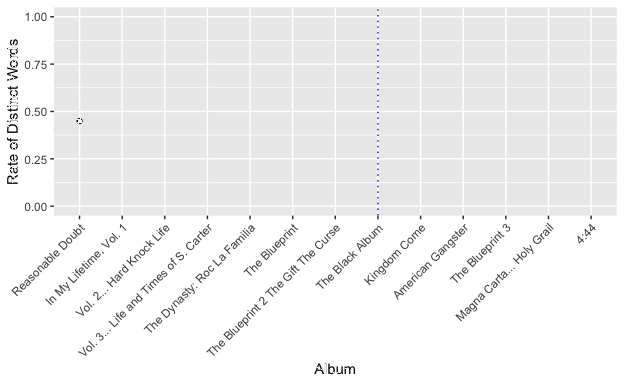 Rate of Distinct Words
1.00
0.75
0.50
0.25
0.00
Reasonable Doubt
In My Lifetime, Vol. 1
Vol. 2... Hard Knock Life
Vol. 3... Life and Times of S. Carter
The Dynasty: Roc La Familia
The Blueprint
The Blueprint 2 The Gift The Curse
The Black Album
Kingdom Come
American Gangster
The Blueprint 3
Magna Carta... Holy Grail
4:44
Album